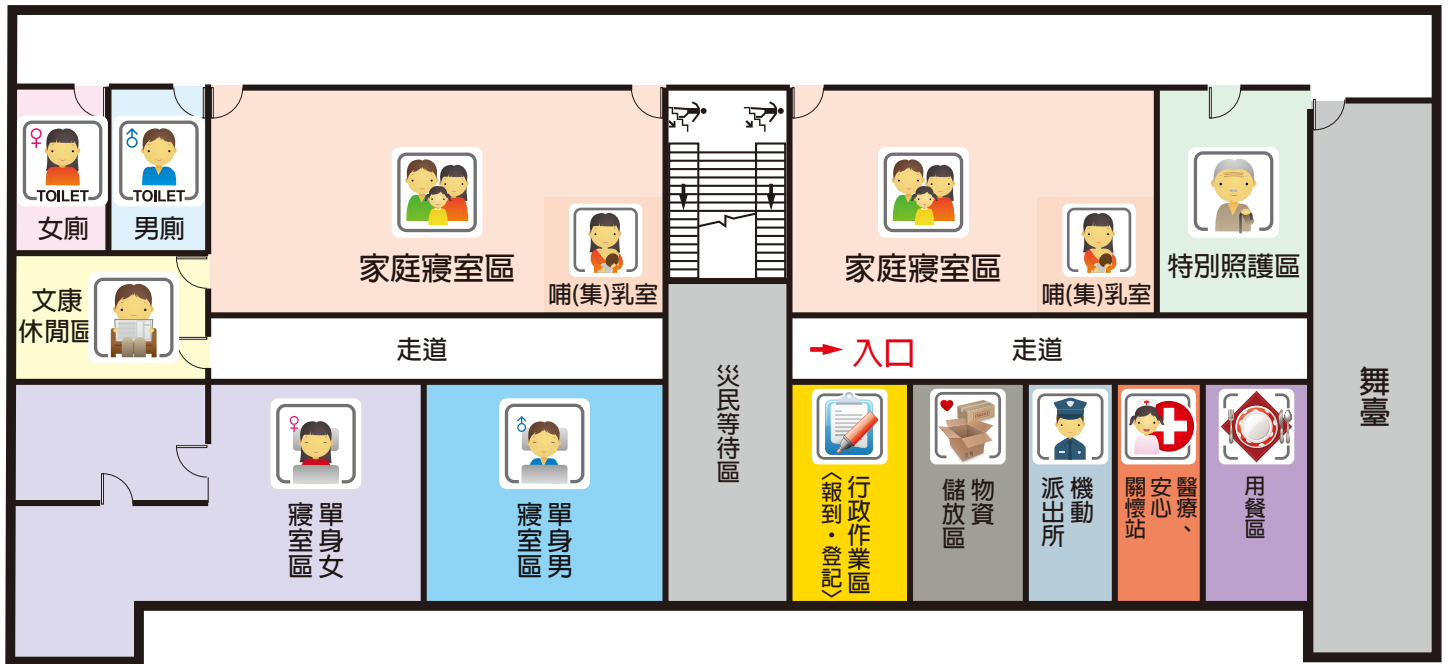 TOILET
女廁
TOILET
男廁
家庭寢室區
哺(集)乳室
家庭寢室區
哺(集)乳室
特別照護區
文康
休閒區
走道
入口
走道
災民等待區
舞臺
單身女
寢室區
單身男
寢室區
行政作業區
〈報到・登記〉
物資
儲放區
機動
派出所
醫療、
安心
關懷站
用餐區